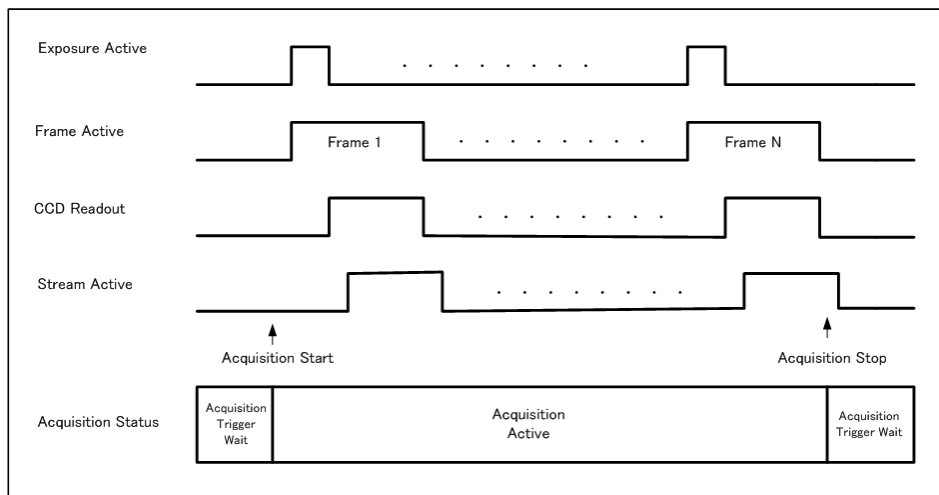 Exposure Active
Frame Active
Frame 1
Frame N
CCD Readout
Stream Active
Acquisition Start
Acquisition Stop
Acquisition Status
Acquisition
Trigger
Wait
Acquisition
Active
Acquisition
Trigger Wait